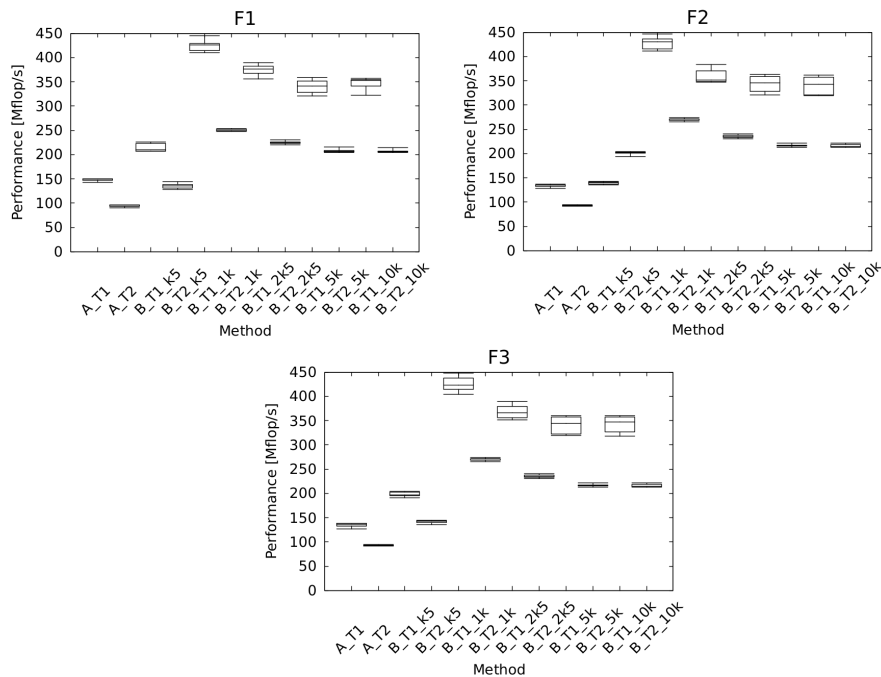 F1
450
400
350
300
250
200
150
100
50
0
Performance [Mflop/s]
A_T1
A_T2
B_T1_k5
B_T2_k5
B_T1_1k
B_T2_1k
B_T1_2k5
B_T2_2k5
B_T1_5k
B_T2_5k
B_T1_10k
B_T2_10k
Method
F2
450
400
350
300
250
200
150
100
50
0
Performance [Mflop/s]
A_T1
A_T2
B_T1_k5
B_T2_k5
B_T1_1k
B_T2_1k
B_T1_2k5
B_T2_2k5
B_T1_5k
B_T2_5k
B_T1_10k
B_T2_10k
Method
F3
450
400
350
300
250
200
150
100
50
0
Performance [Mflop/s]
A_T1
A_T2
B_T1_k5
B_T2_k5
B_T1_1k
B_T2_1k
B_T1_2k5
B_T2_2k5
B_T1_5k
B_T2_5k
B_T1_10k
B_T2_10k
Method